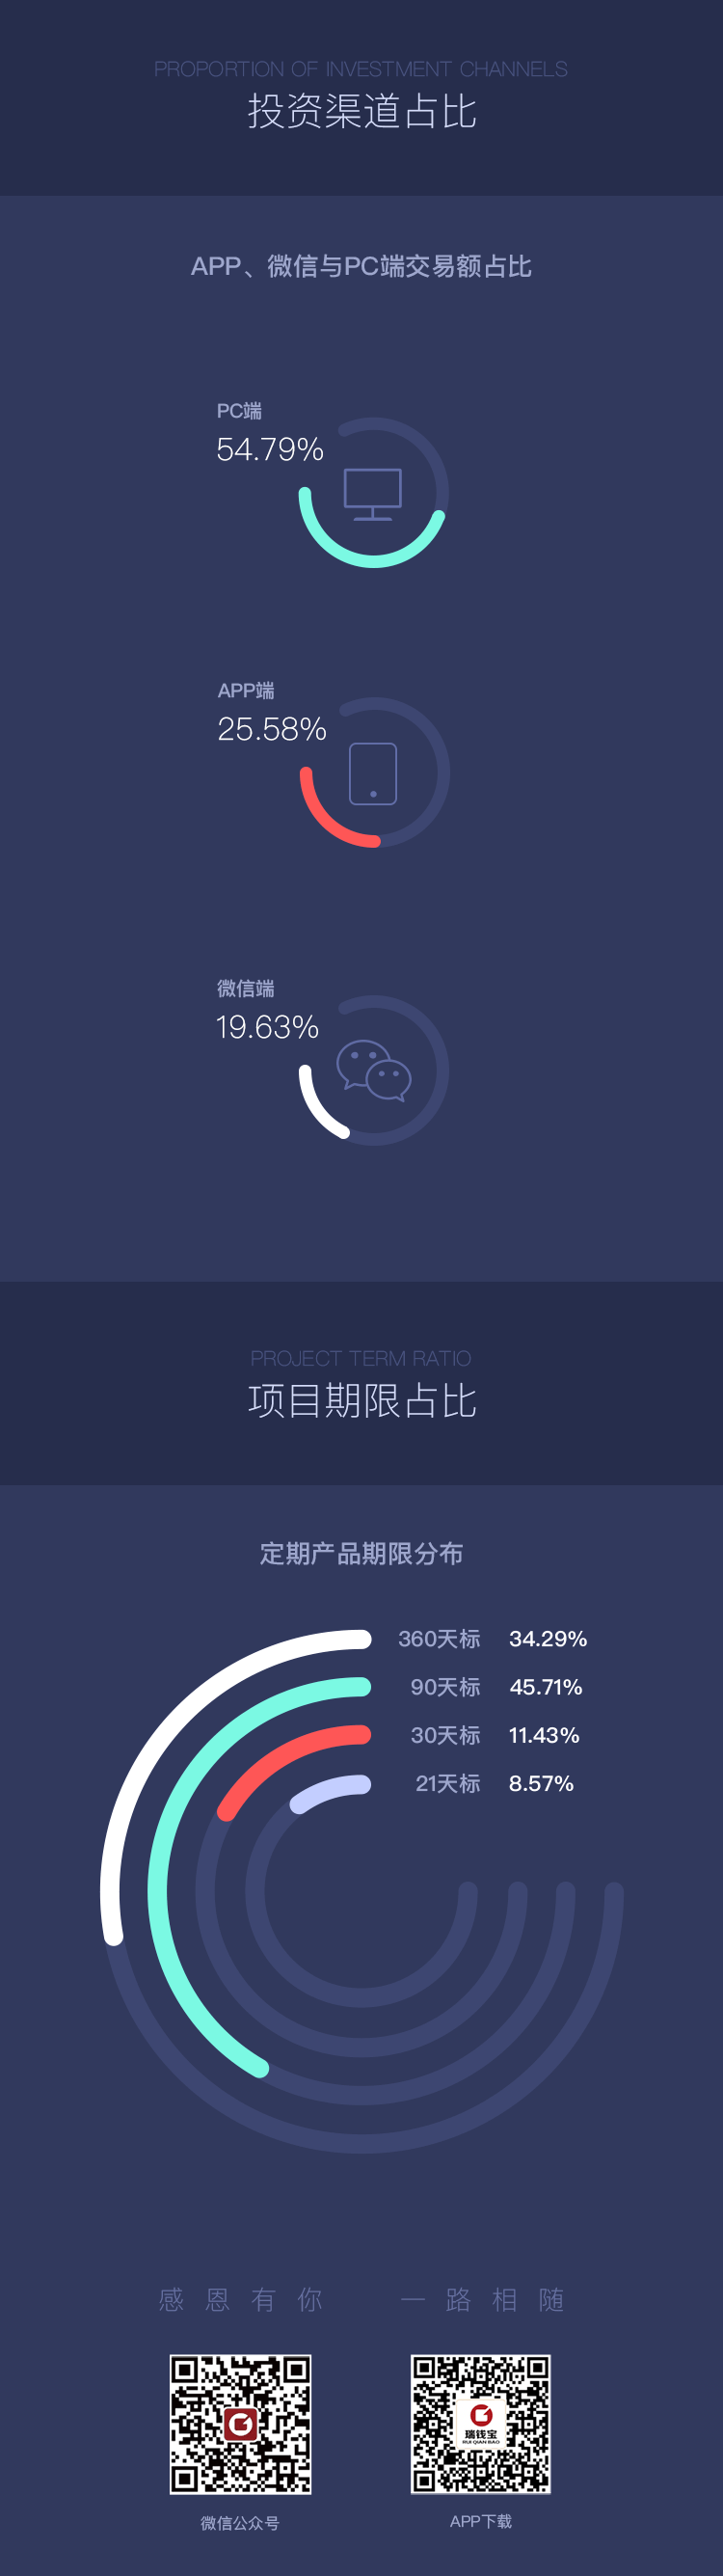 PROPORTION OF INVESTMENT CHANNELS
投资渠道占比
APP、微信与PC端交易额占比
PC端
54.79%
APP端
25.58%
微信端
19.63%
PROJECT TERM RATIO
项目期限占比
定期产品期限分布
360天标 34.29%
90天标 45.71%
30天标 11.43%
21天标 8.57%
感恩有你 一路相随
瑞钱宝
RUI QIAN BAO
微信公众号 APP下载